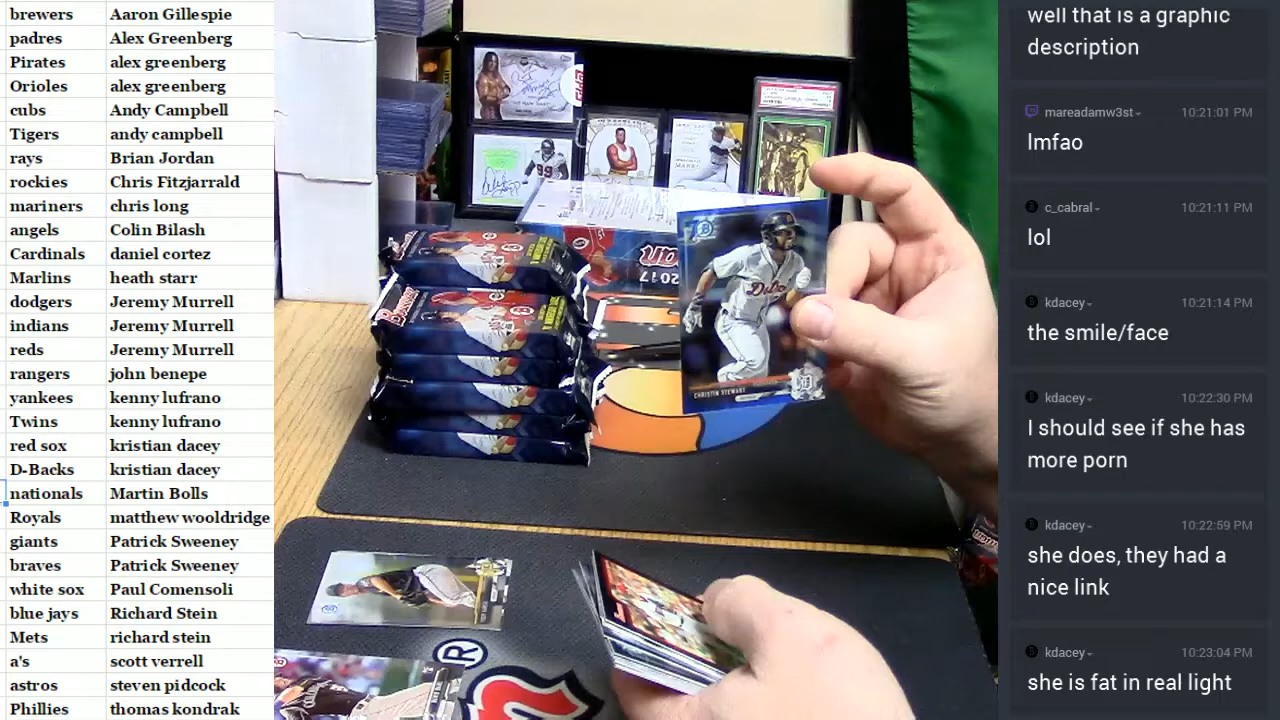 brewers Aaron Gillespie
padres Alex Greenberg
Pirates alex greenberg
Orioles alex greenberg
cubs Andy Campbell
Tigers andy campbell
rays Brian Jordan
rockies Chris Fitzjarrald
mariners chris long
angels Colin Bilash
Cardinals daniel cortez
Marlins heath starr
dodgers Jeremy Murrell
indians Jeremy Murrell
reds Jeremy Murrell
rangers john benepe
yankees kenny lufrano
Twins kenny lufrano
red sox kristian dacey
D-Backs kristian dacey
nationals Martin Bolls
Royals matthew wooldridge
giants Patrick Sweeney
braves Patrick Sweeney
white sox Paul Comensoli
blue jays Richard Stein
Mets richard stein
a's scott verrell
astros steven pidcock
Phillies thomas kondrak
99
2017
Bowman
CHRISTIN STEWART
®
well that is a graphic
description
mareadamw3st 10:21:01 PM
lmfao
c_cabral 10:21:11 PM
lol
kdacey 10:21:14 PM
the smile/face
kdacey 10:22:30 PM
I should see if she has
more porn
kdacey 10:22:59 PM
she does, they had a
nice link
kdacey 10:23:04 PM
she is fat in real light